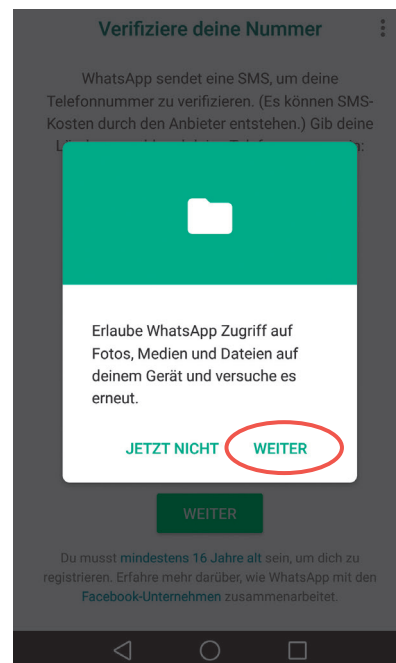 Verifiziere deine Nummer
WhatsApp sendet eine SMS, um deine
Telefonnummer zu verifizieren. (Es können SMS-
Kosten durch den Anbieter entstehen.) Gib deine
Erlaube WhatsApp Zugriff auf
Fotos, Medien und Dateien auf
deinem Gerät und versuche es
erneut.
JETZT NICHT WEITER
WEITER
Du musst mindestens 16 Jahre alt sein, um dich zu
registrieren. Erfahre mehr darüber, wie WhatsApp mit den
Facebook-Unternehmen zusammenarbeitet.